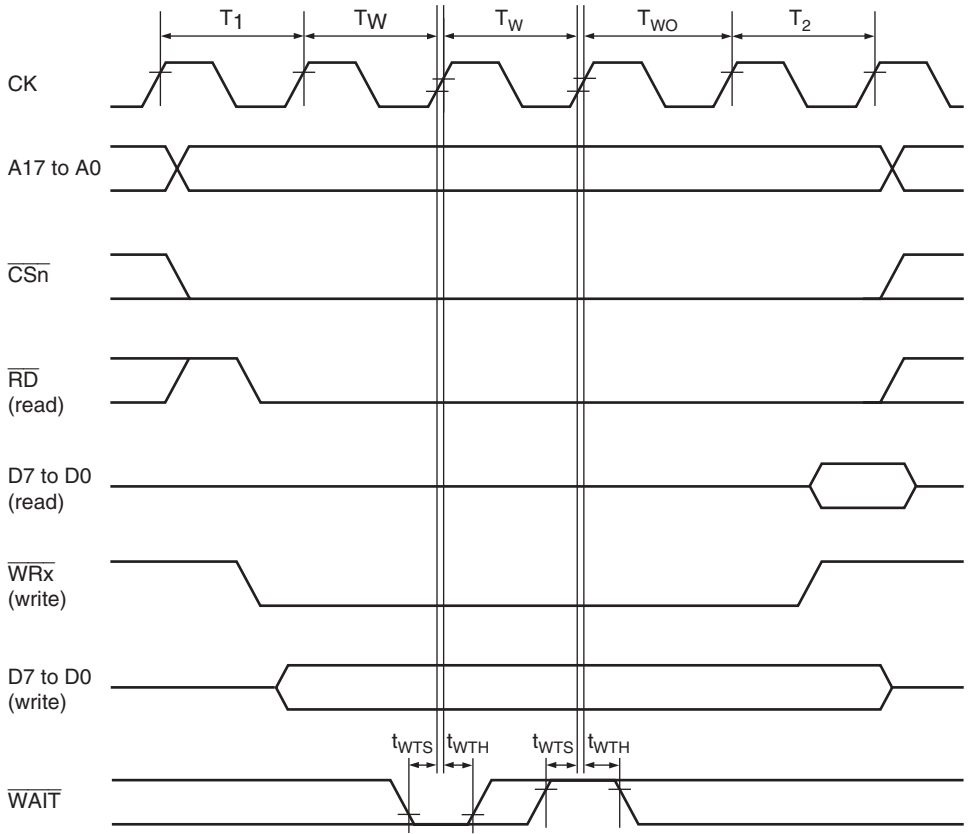 T1 TW TW TWO T2
CK
A17 to A0
CSn
RD
(read)
D7 to D0
(read)
WRx
(write)
D7 to D0
(write)
tWTS tWTH tWTS tWTH
WAIT